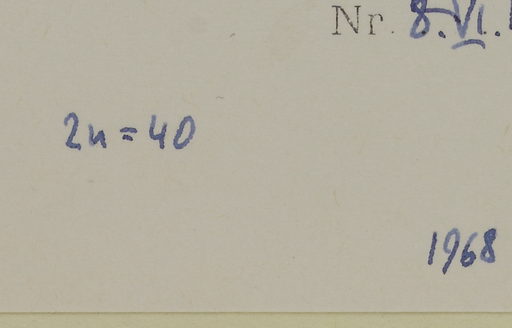 Nr. 8.VI.
2n = 40
1968